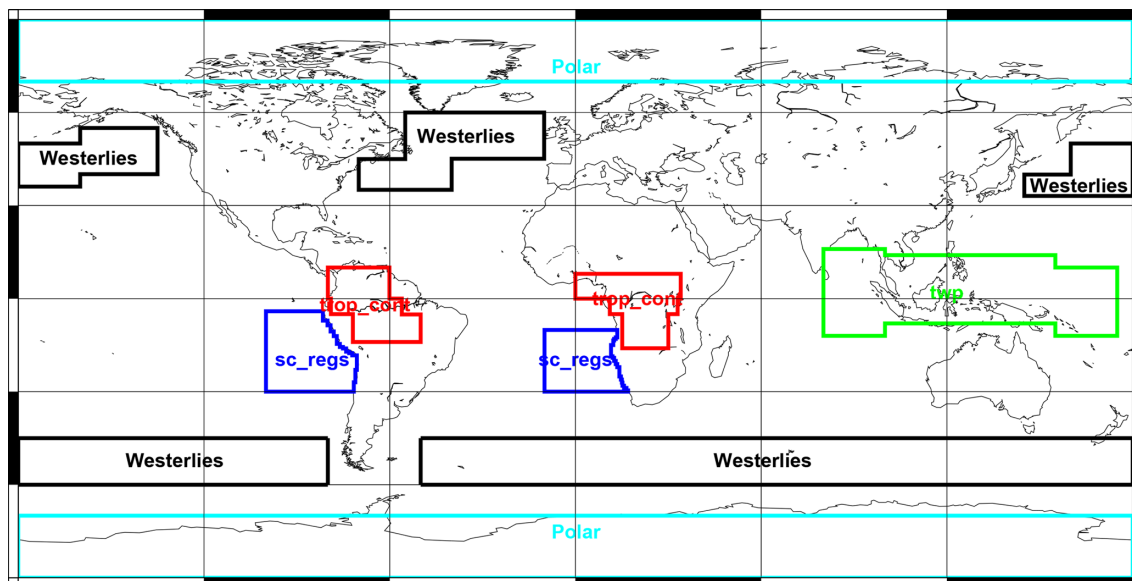 Polar
Westerlies
Westerlies
Westerlies
trop_cont
trop_cont
twp
sc_regs
sc_regs
Westerlies
Westerlies
Polar